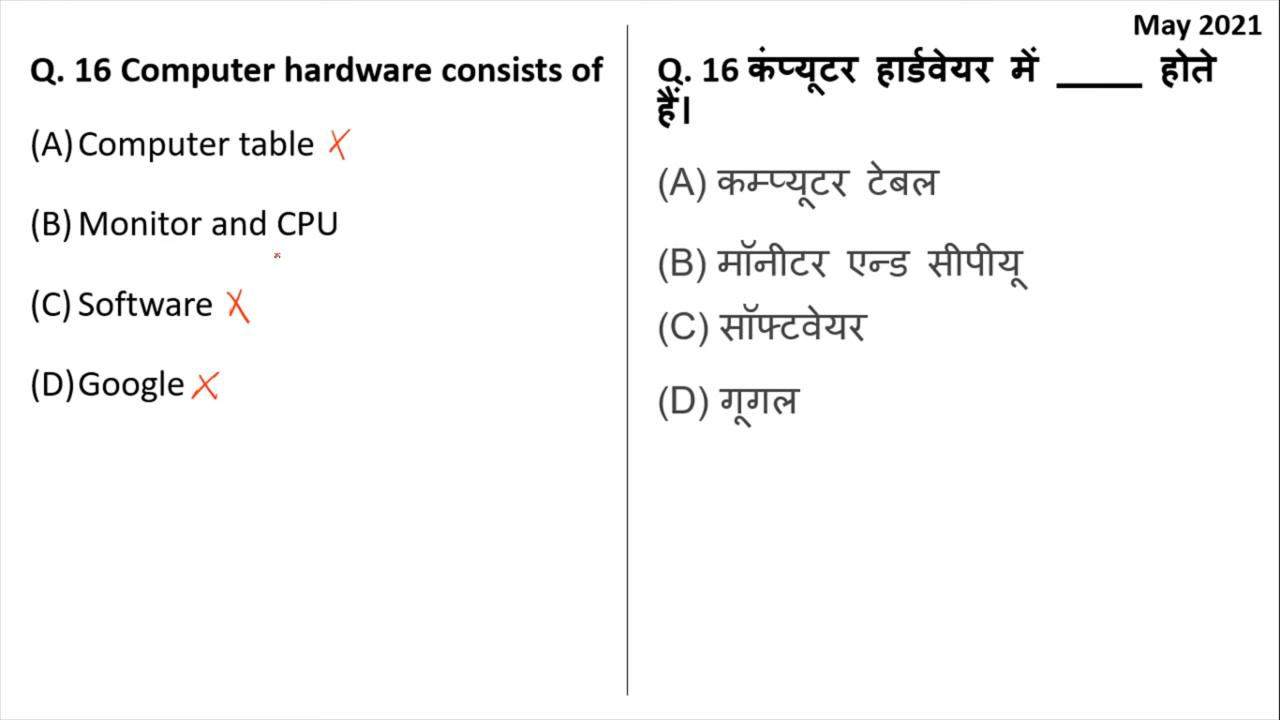 May 2021
Q. 16 Computer hardware consists of
(A) Computer table
(B) Monitor and CPU
(C) Software
(D) Google
Q. 16 कंप्यूटर हार्डवेयर में _____ होते
हैं।
(A) कम्प्यूटर टेबल
(B) मॉनीटर एन्ड सीपीयू
(C) सॉफ्टवेयर
(D) गूगल